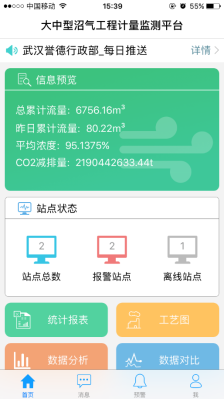 中国移动
15:39
55%
大中型沼气工程计量监测平台
武汉誉德行政部_每日推送
详情
信息预览
总累计流量: 6756.16m³
昨日累计流量: 80.22m³
平均浓度: 95.1375%
CO2减排量: 2190442633.44t
站点状态
2
2
1
站点总数
报警站点
离线站点
统计报表
工艺图
数据分析
数据对比
首页
消息
预警
我